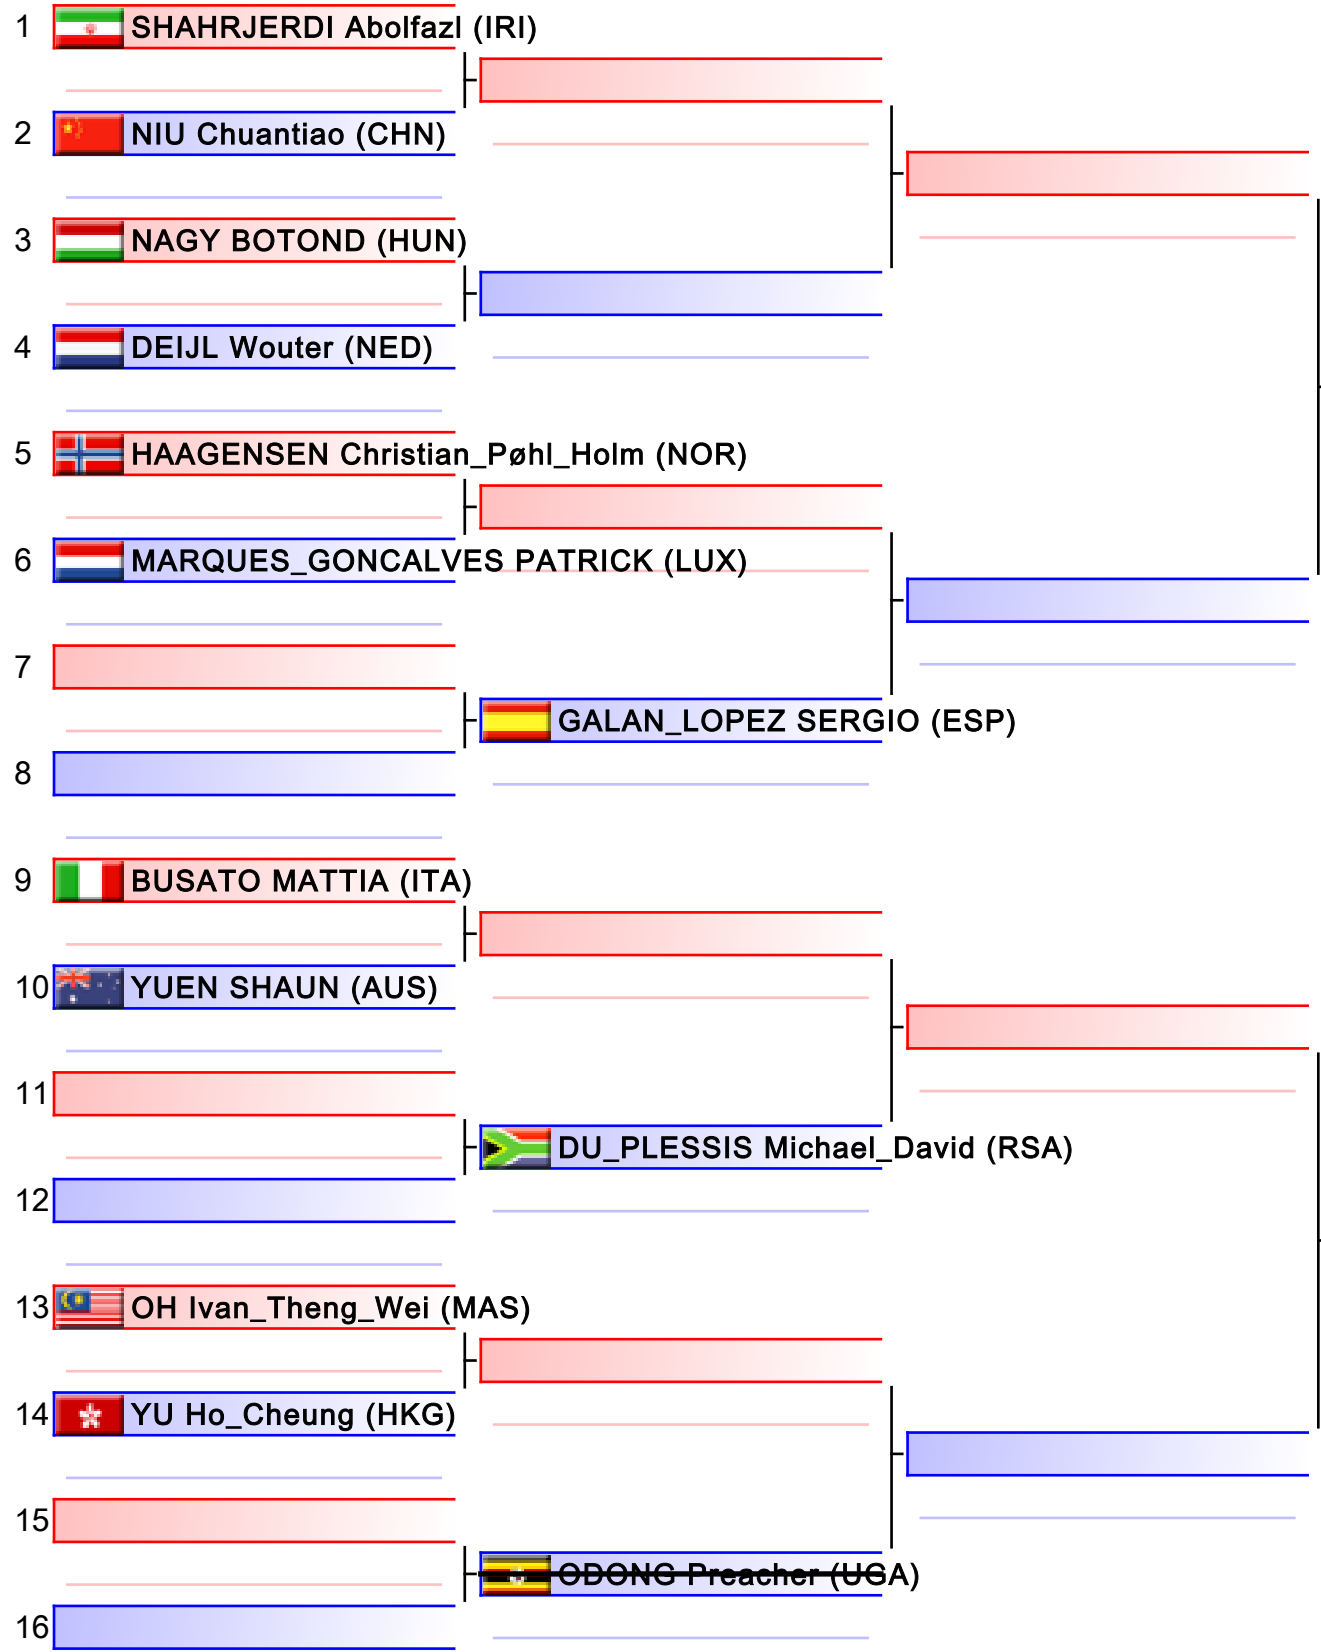 1 SHAHRJERDI Abolfazl (IRI)
2 NIU Chuantiao (CHN)
3 NAGY BOTOND (HUN)
4 DEIJL Wouter (NED)
5 HAAGENSEN Christian_Pøhl_Holm (NOR)
6 MARQUES_GONCALVES PATRICK (LUX)
7
GALAN_LOPEZ SERGIO (ESP)
8
9 BUSATO MATTIA (ITA)
10 YUEN SHAUN (AUS)
11
DU_PLESSIS Michael_David (RSA)
12
13 OH Ivan_Theng_Wei (MAS)
14 YU Ho_Cheung (HKG)
15
ODONG Preacher (UGA)
16